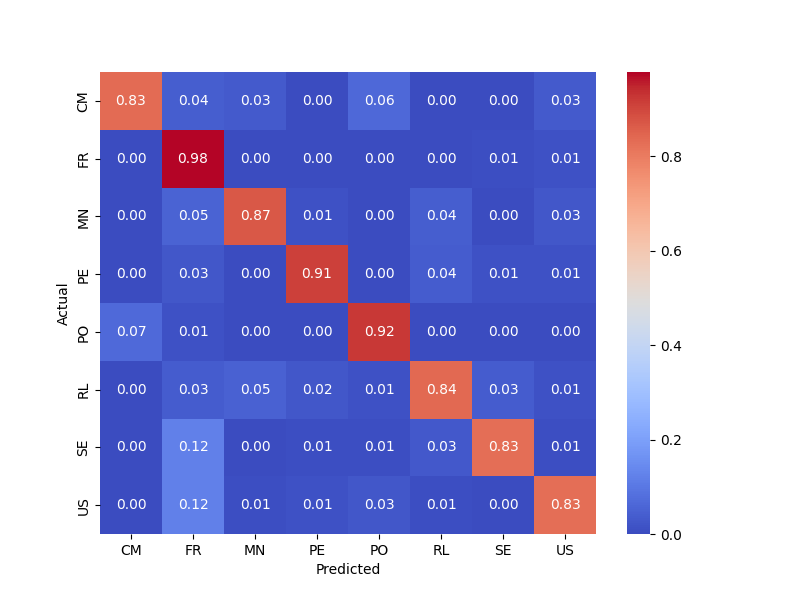 CM 0.83 0.04 0.03 0.00 0.06 0.00 0.00 0.03
FR 0.00 0.98 0.00 0.00 0.00 0.00 0.01 0.01
MN 0.00 0.05 0.87 0.01 0.00 0.04 0.00 0.03
PE 0.00 0.03 0.00 0.91 0.00 0.04 0.01 0.01
PO 0.07 0.01 0.00 0.00 0.92 0.00 0.00 0.00
RL 0.00 0.03 0.05 0.02 0.01 0.84 0.03 0.01
SE 0.00 0.12 0.00 0.01 0.01 0.03 0.83 0.01
US 0.00 0.12 0.01 0.01 0.03 0.01 0.00 0.83
CM FR MN PE PO RL SE US
Predicted
Actual
0.8
0.6
0.4
0.2
0.0